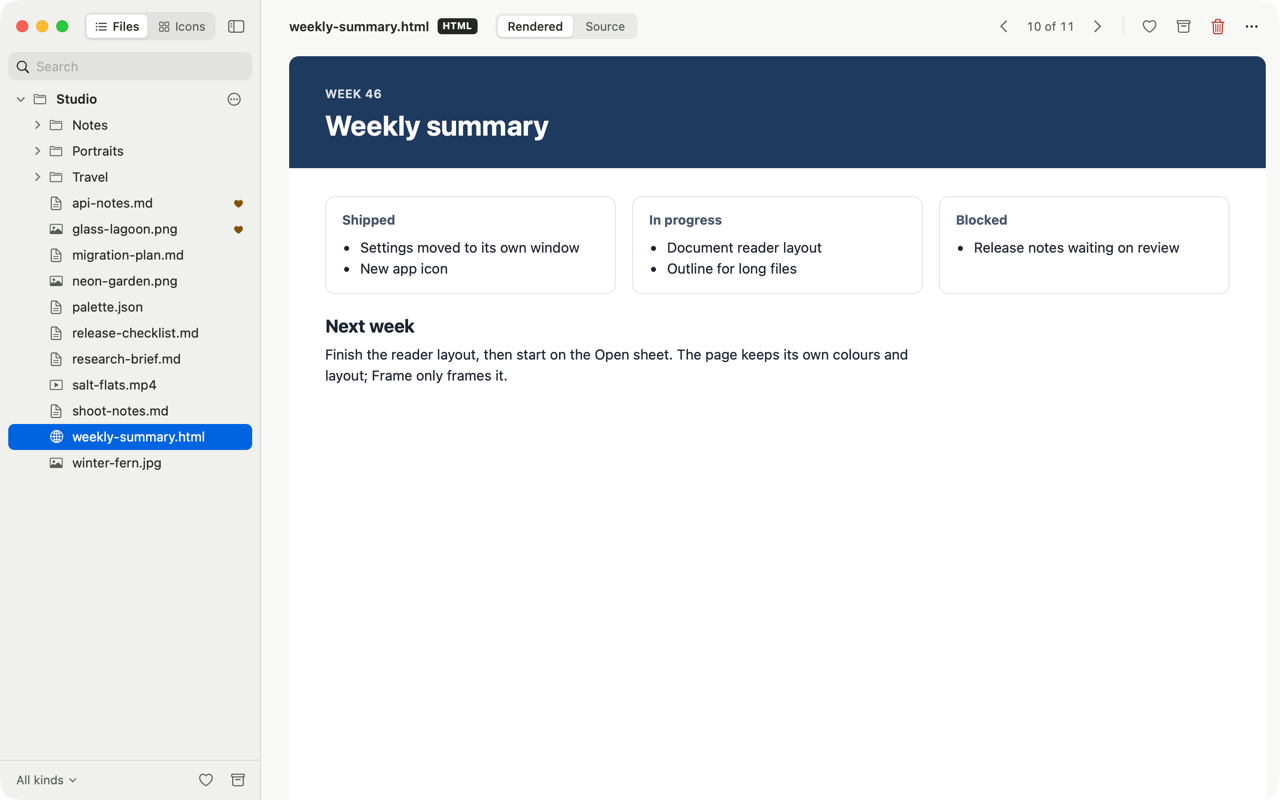 Files
Icons
weekly-summary.html
HTML
Rendered
Source
10 of 11
Search
Studio
Notes
Portraits
Travel
api-notes.md
glass-lagoon.png
migration-plan.md
neon-garden.png
palette.json
release-checklist.md
research-brief.md
salt-flats.mp4
shoot-notes.md
weekly-summary.html
winter-fern.jpg
All kinds
WEEK 46
Weekly summary
Shipped
• Settings moved to its own window
• New app icon
In progress
• Document reader layout
• Outline for long files
Blocked
• Release notes waiting on review
Next week
Finish the reader layout, then start on the Open sheet. The page keeps its own colours and
layout; Frame only frames it.